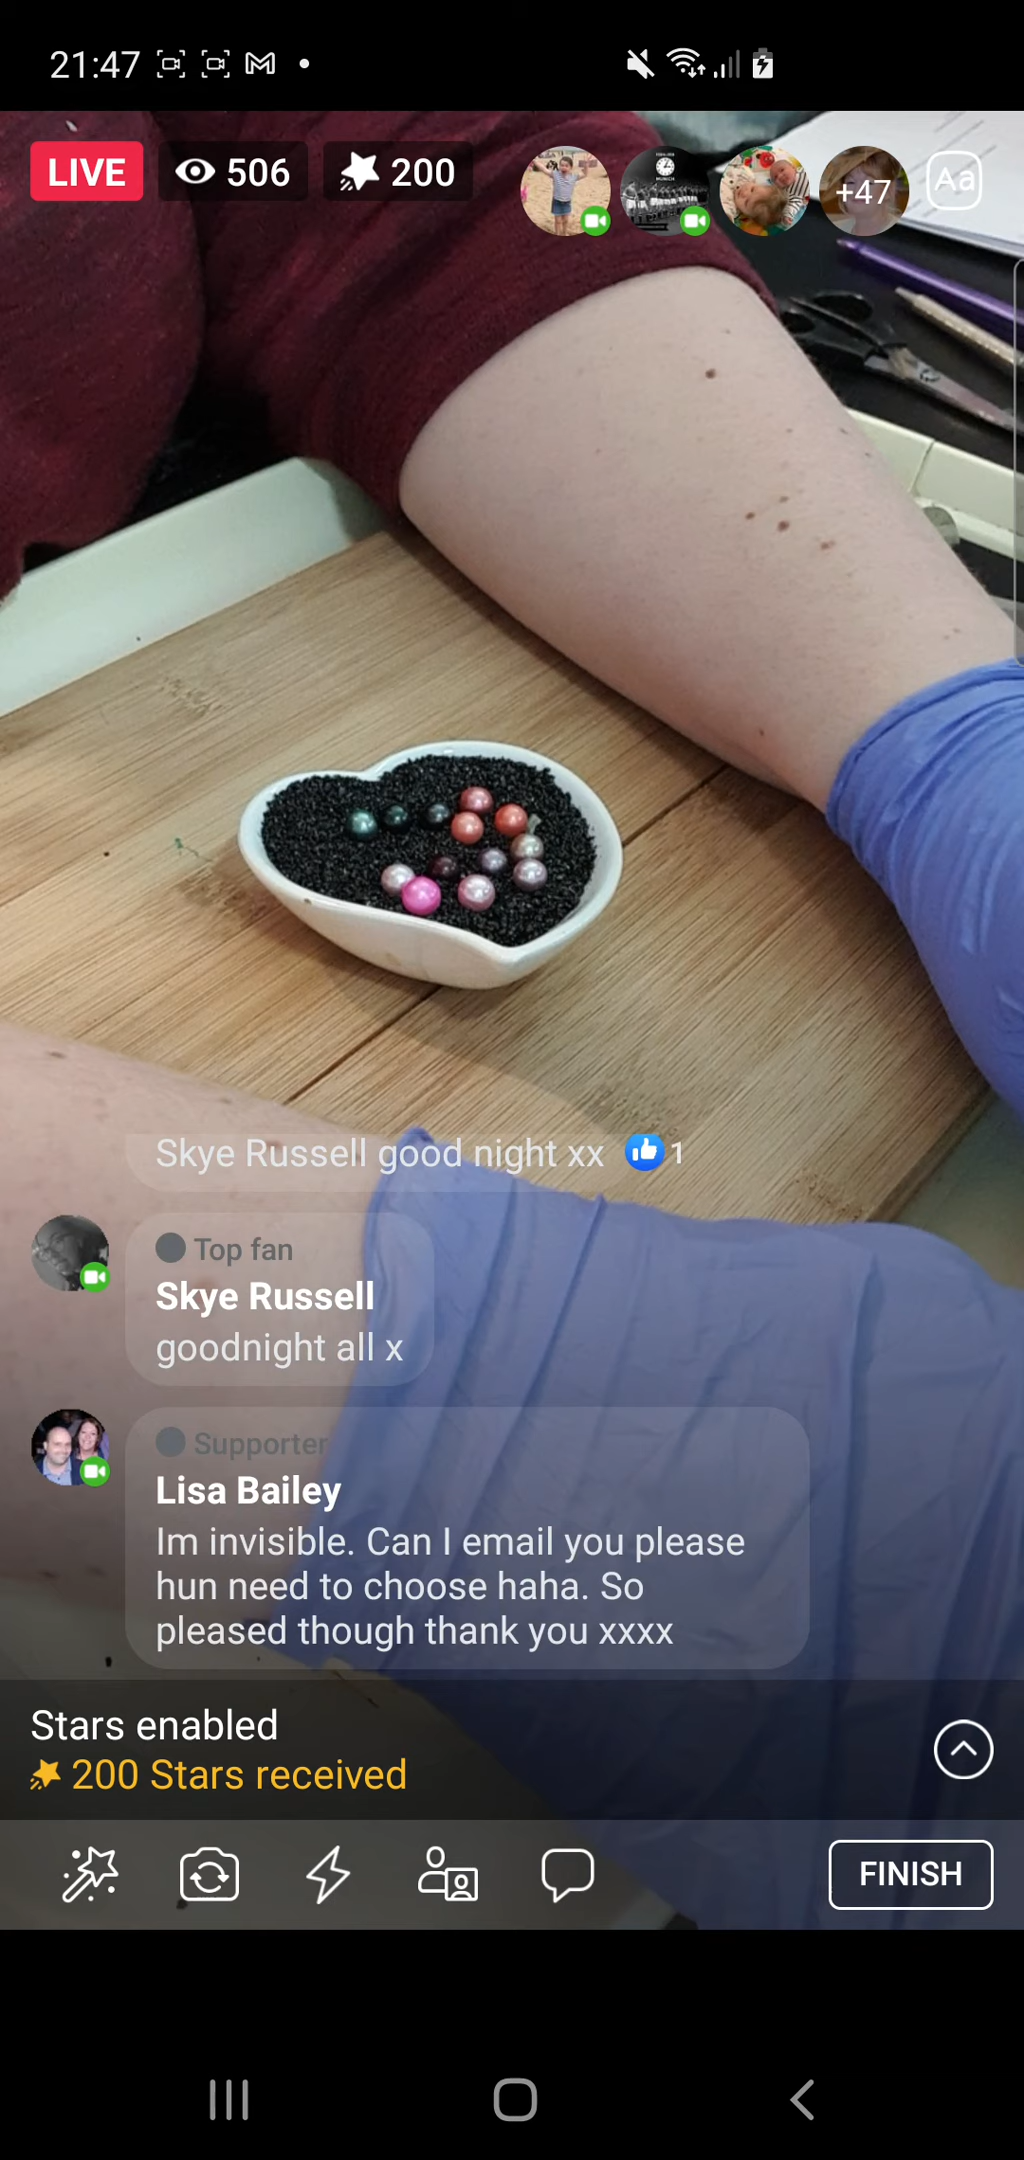 21:47
LIVE 506 200 +47 Aa
Skye Russell good night xx 1
Top fan
Skye Russell
goodnight all x
Supporter
Lisa Bailey
Im invisible. Can I email you please
hun need to choose haha. So
pleased though thank you xxxx
Stars enabled
200 Stars received
FINISH